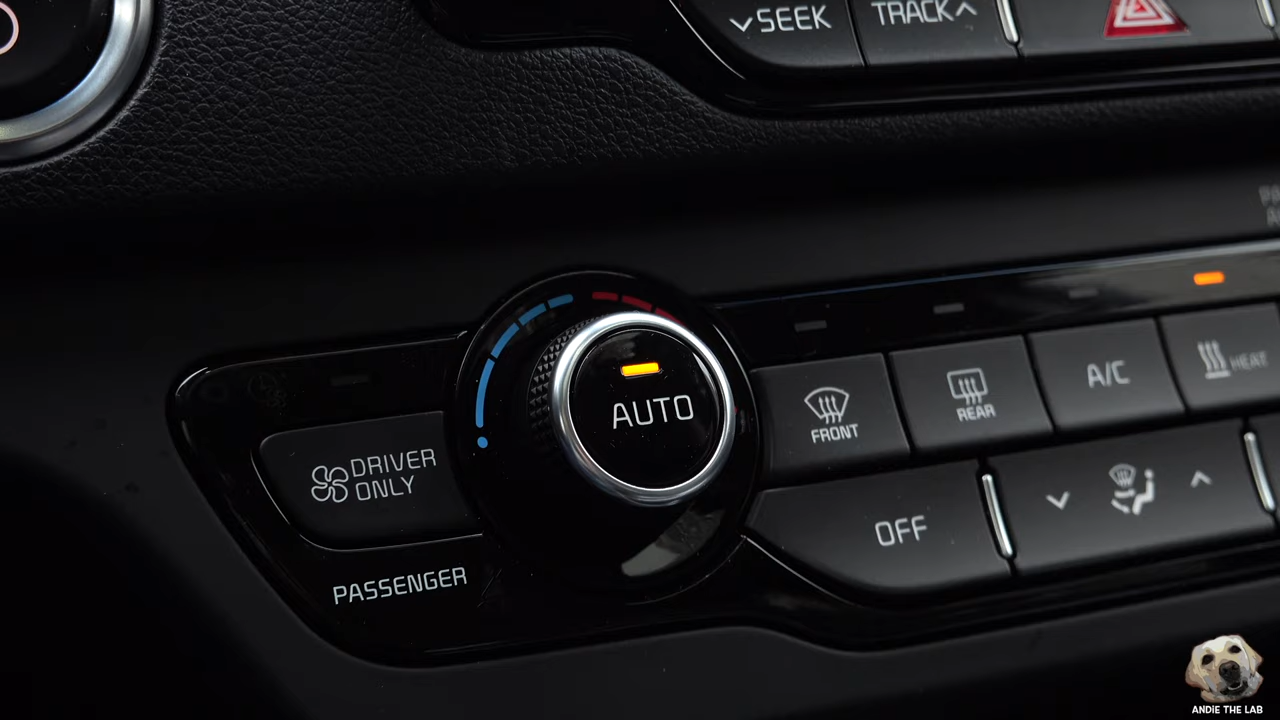 SEEK
TRACK
AUTO
DRIVER
ONLY
PASSENGER
FRONT
REAR
A/C
HEAT
OFF
ANDIE THE LAB